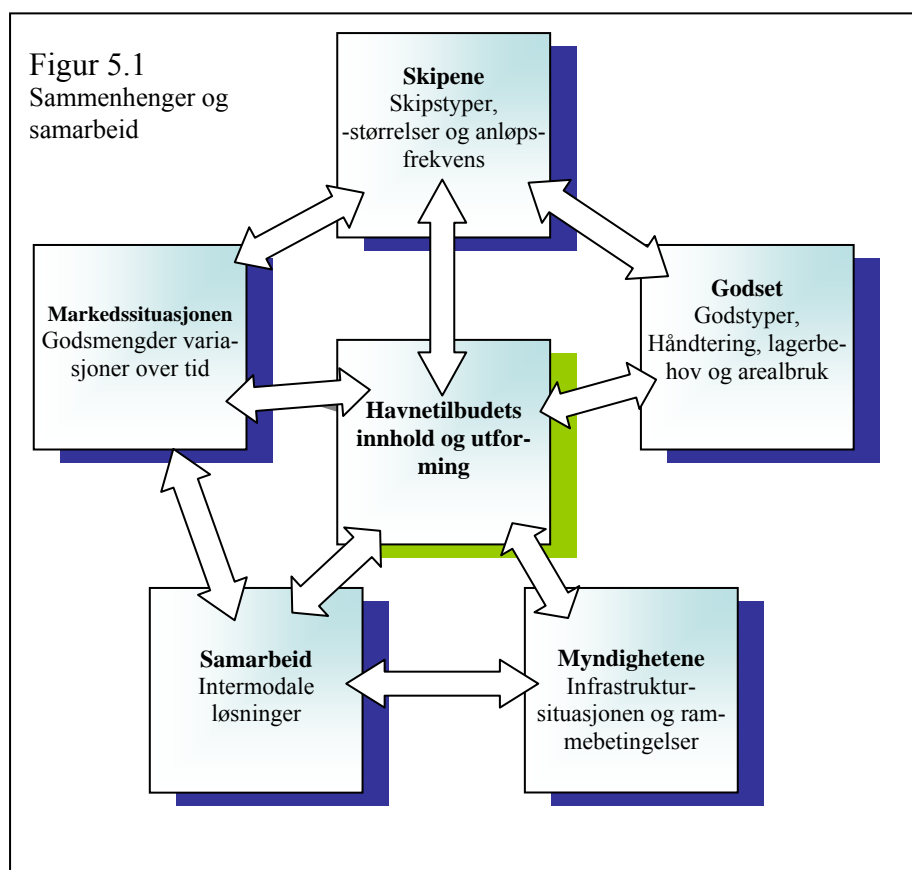 Figur 5.1
Sammenhenger og
samarbeid
Skipene
Skipstyper,
-størrelser og anløps-
frekvens
Markedssituasjonen
Godsmengder varia-
sjoner over tid
Godset
Godstyper,
Håndtering, lagerbe-
hov og arealbruk
Havnetilbudets
innhold og utfor-
ming
Samarbeid
Intermodale
løsninger
Myndighetene
Infrastruktur-
situasjonen og ram-
mebetingelser